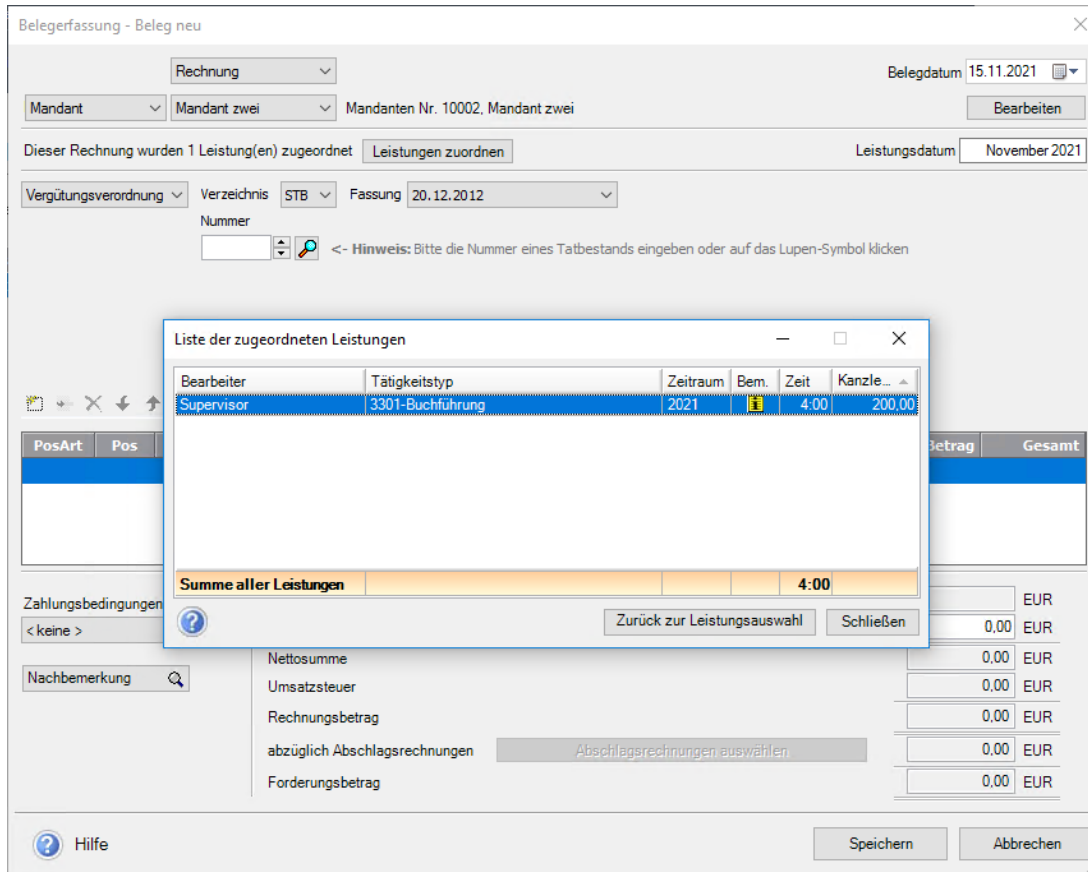 Belegerfassung - Beleg neu
Rechnung
Belegdatum 15.11.2021
Mandant Mandant zwei Mandanten Nr. 10002, Mandant zwei Bearbeiten
Dieser Rechnung wurden 1 Leistung(en) zugeordnet Leistungen zuordnen Leistungsdatum November 2021
Vergütungsverordnung Verzeichnis STB Fassung 20.12.2012
Nummer
<- Hinweis: Bitte die Nummer eines Tatbestands eingeben oder auf das Lupen-Symbol klicken
Liste der zugeordneten Leistungen
Bearbeiter Tätigkeitstyp Zeitraum Bem. Zeit Kanzle...
Supervisor 3301-Buchführung 2021 4:00 200,00
PosArt Pos Betrag Gesamt
Summe aller Leistungen 4:00
Zahlungsbedingungen EUR
< keine > Zurück zur Leistungsauswahl Schließen 0,00 EUR
Nettosumme 0,00 EUR
Nachbemerkung
Umsatzsteuer 0,00 EUR
Rechnungsbetrag 0,00 EUR
abzüglich Abschlagsrechnungen Abschlagsrechnungen auswählen 0,00 EUR
Forderungsbetrag 0,00 EUR
Hilfe Speichern Abbrechen